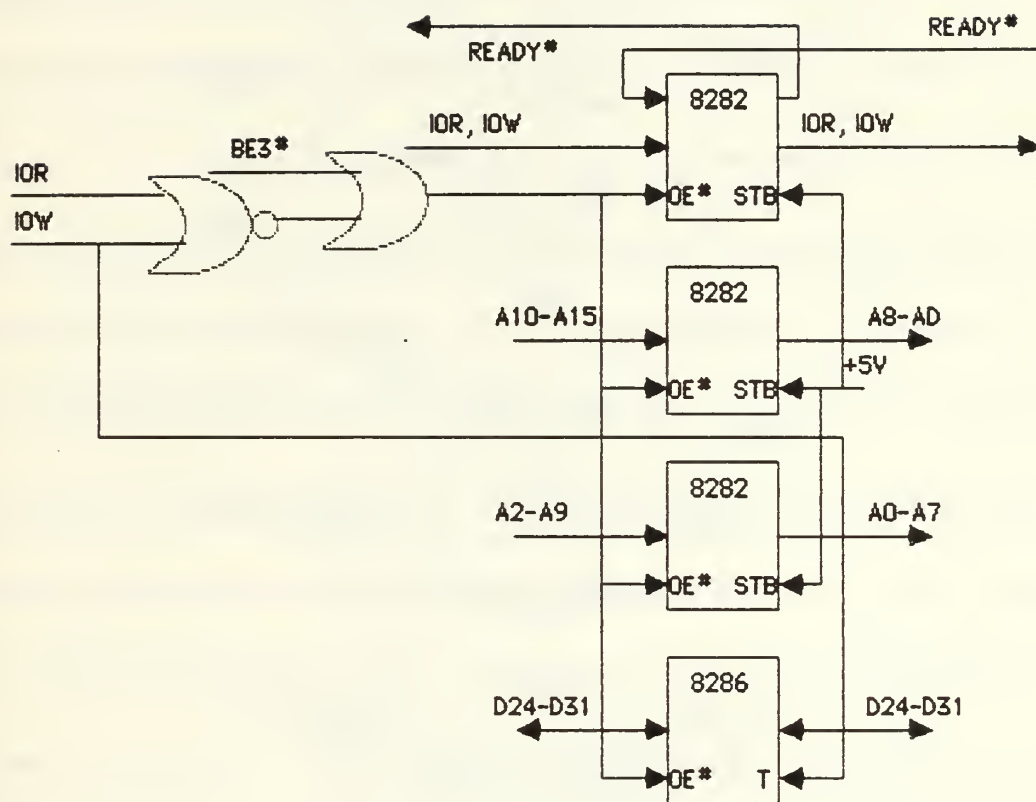 READY*
READY*
8282
IOR, IOW
IOR, IOW
BE3*
IOR
IOW
OE* STB
8282
A10-A15
A8-AD
+5V
OE* STB
8282
A2-A9
A0-A7
OE* STB
8286
D24-D31
D24-D31
OE* T